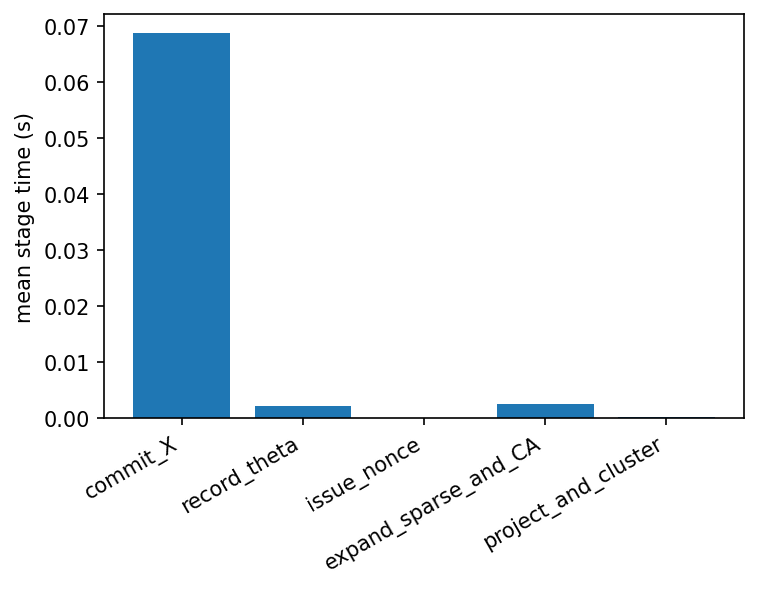 mean stage time (s)
0.07
0.06
0.05
0.04
0.03
0.02
0.01
0.00
commit_X
record_theta
issue_nonce
expand_sparse_and_CA
project_and_cluster